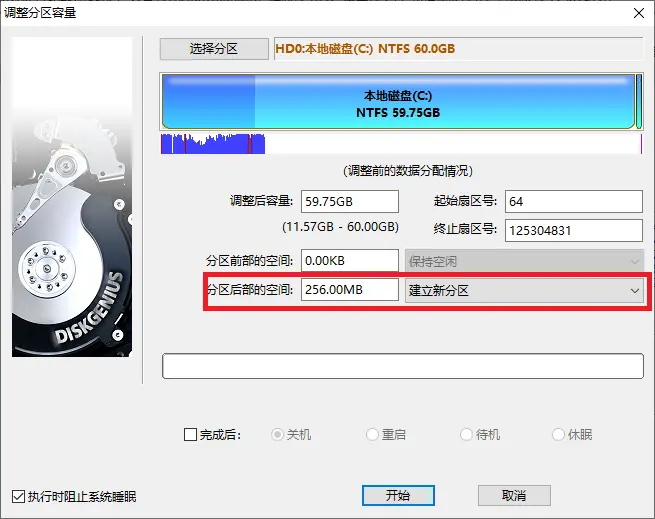 调整分区容量
选择分区 HD0:本地磁盘(C:) NTFS 60.0GB
本地磁盘(C:)
NTFS 59.75GB
(调整前的数据分配情况)
调整后容量: 59.75GB 起始扇区号: 64
(11.57GB - 60.00GB) 终止扇区号: 125304831
分区前部的空间: 0.00KB 保持空闲
分区后部的空间: 256.00MB 建立新分区
DISKGENIUS
完成后: 关机 重启 待机 休眠
执行时阻止系统睡眠 开始 取消